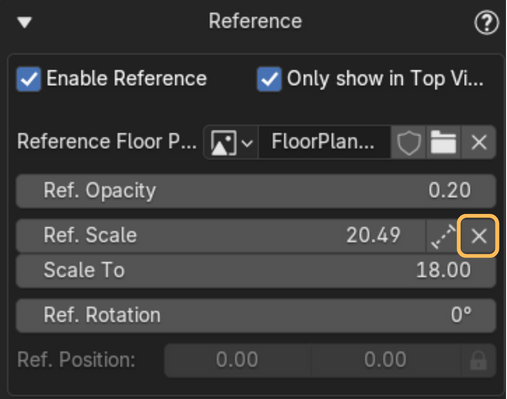 Reference ?
Enable Reference Only show in Top Vi...
Reference Floor P... FloorPlan...
Ref. Opacity 0.20
Ref. Scale 20.49
Scale To 18.00
Ref. Rotation 0°
Ref. Position: 0.00 0.00